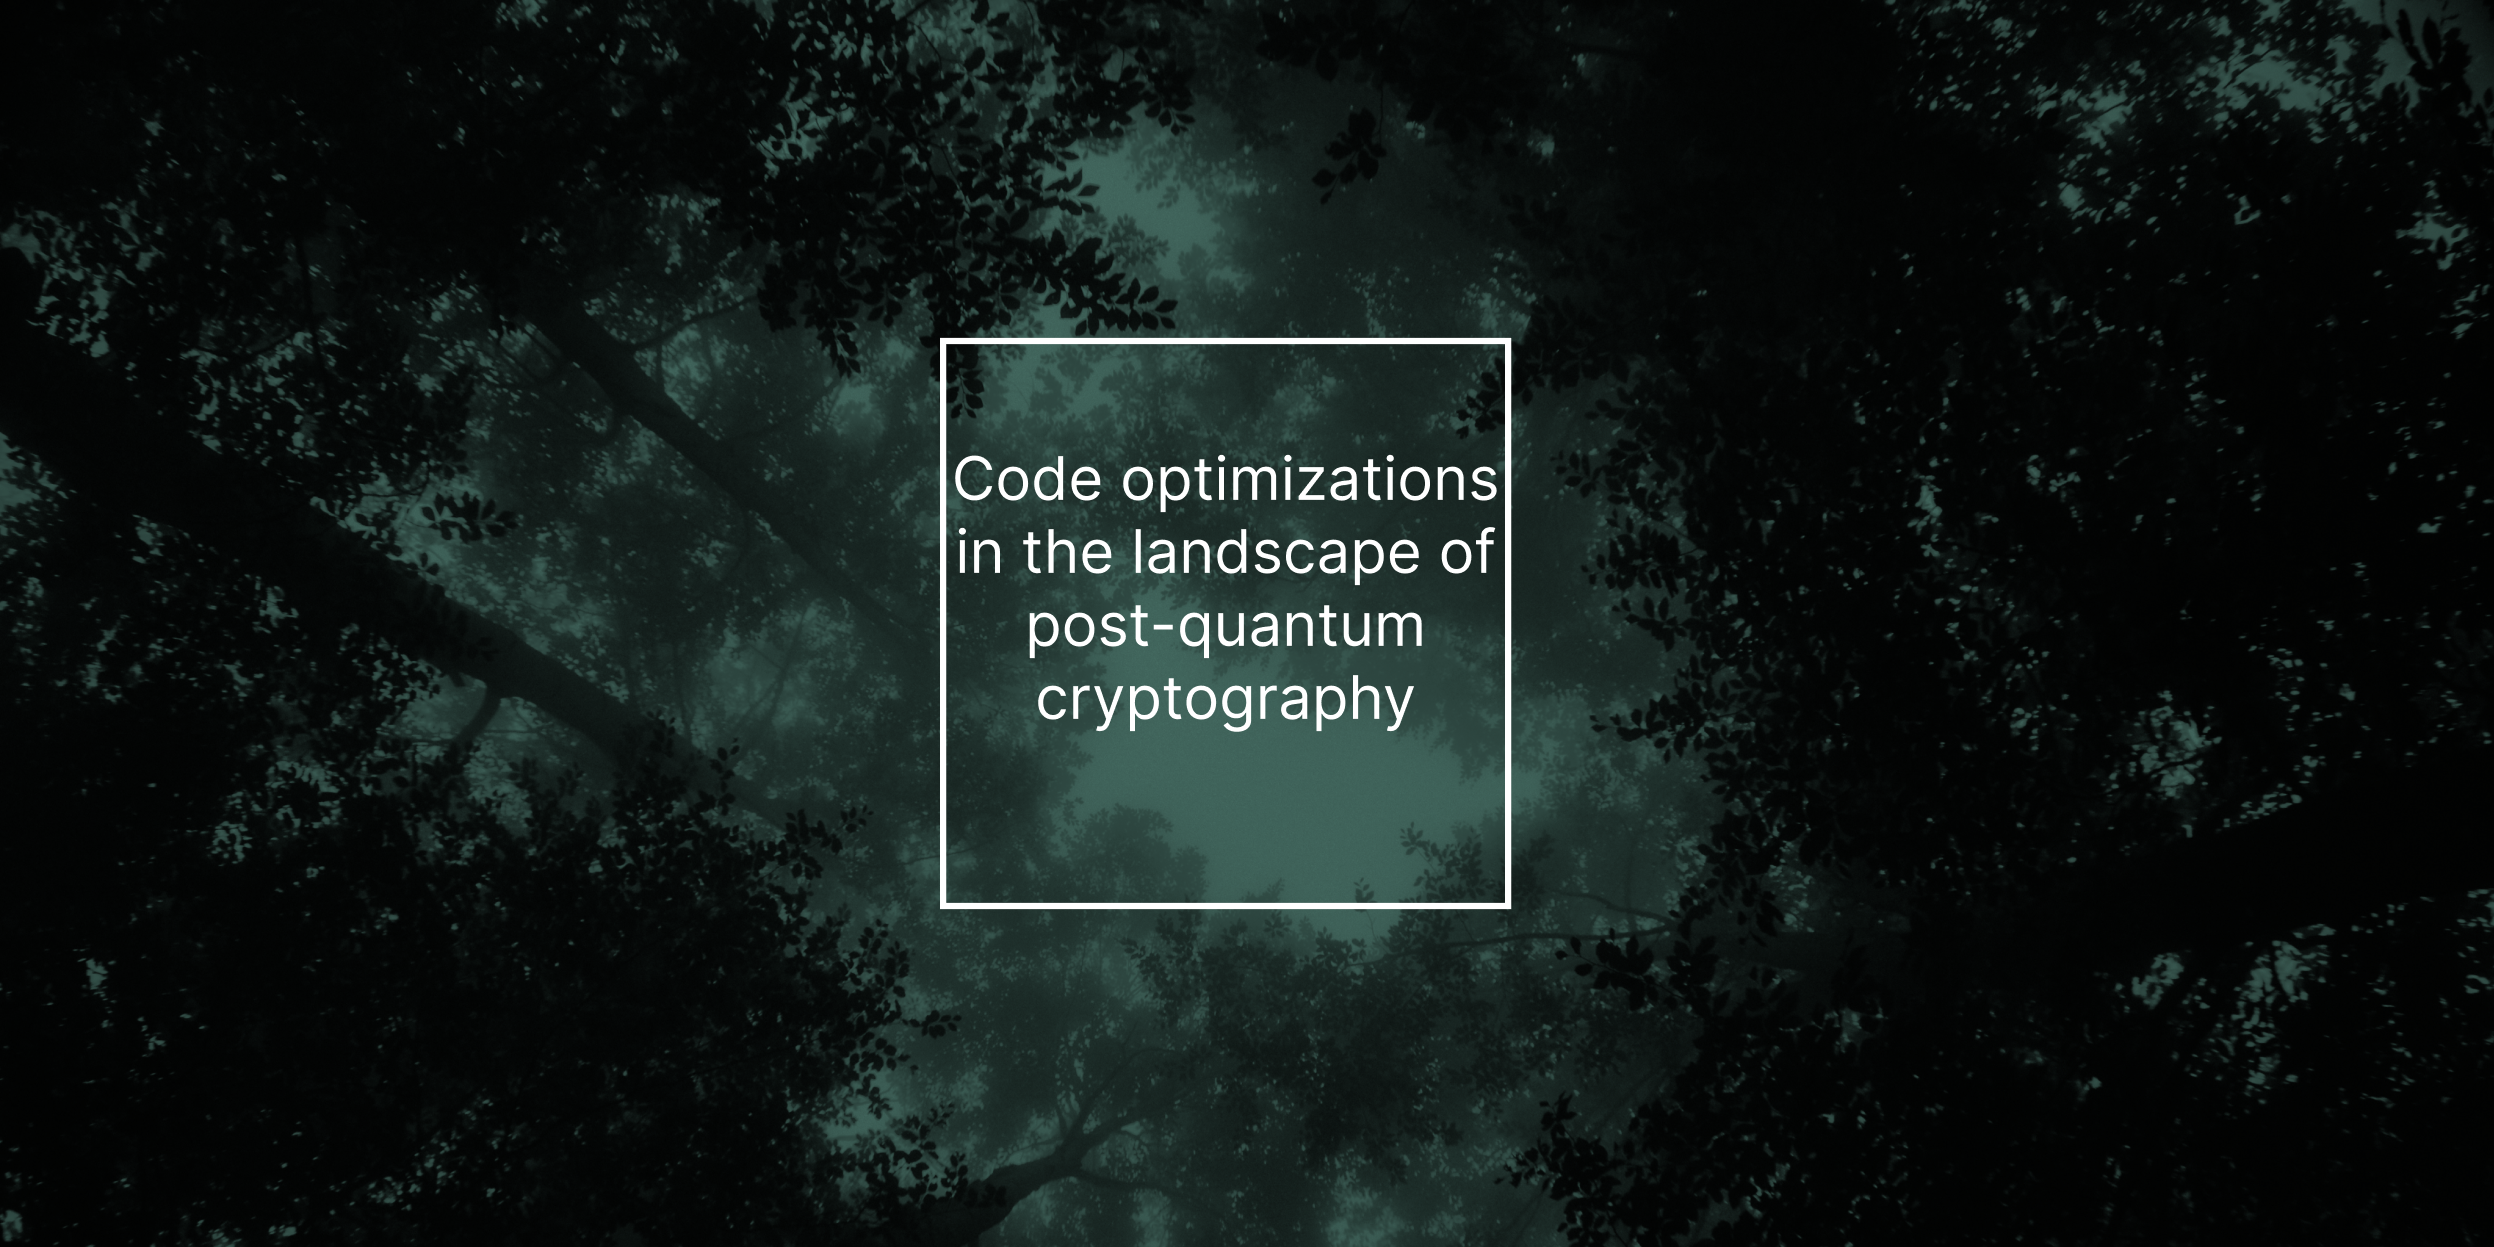 Code optimizations
in the landscape of
post-quantum
cryptography